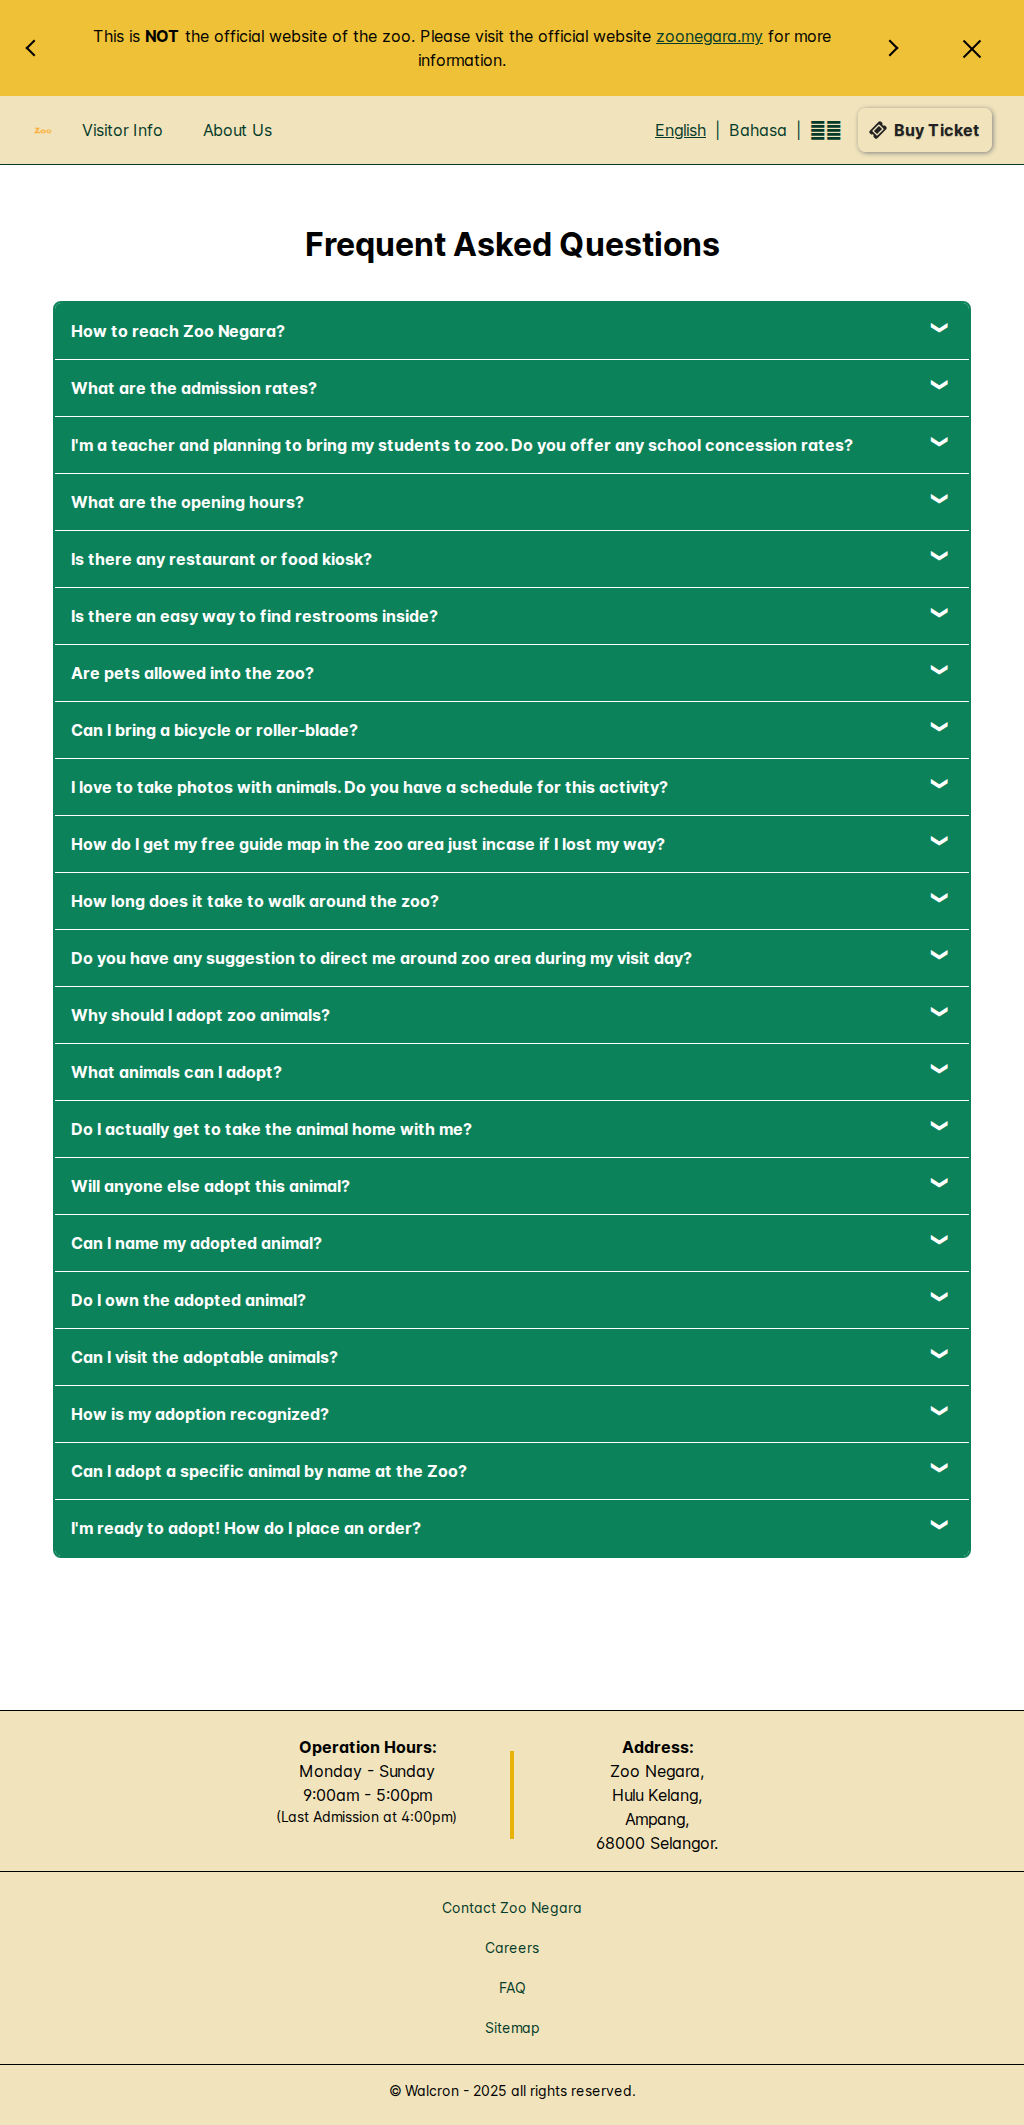 This is NOT the official website of the zoo. Please visit the official website zoonegara.my for more
information.
Zoo
Visitor Info
About Us
English | Bahasa |
Buy Ticket
Frequent Asked Questions
How to reach Zoo Negara?
What are the admission rates?
I'm a teacher and planning to bring my students to zoo. Do you offer any school concession rates?
What are the opening hours?
Is there any restaurant or food kiosk?
Is there an easy way to find restrooms inside?
Are pets allowed into the zoo?
Can I bring a bicycle or roller-blade?
I love to take photos with animals. Do you have a schedule for this activity?
How do I get my free guide map in the zoo area just incase if I lost my way?
How long does it take to walk around the zoo?
Do you have any suggestion to direct me around zoo area during my visit day?
Why should I adopt zoo animals?
What animals can I adopt?
Do I actually get to take the animal home with me?
Will anyone else adopt this animal?
Can I name my adopted animal?
Do I own the adopted animal?
Can I visit the adoptable animals?
How is my adoption recognized?
Can I adopt a specific animal by name at the Zoo?
I'm ready to adopt! How do I place an order?
Operation Hours:
Monday - Sunday
9:00am - 5:00pm
(Last Admission at 4:00pm)
Address:
Zoo Negara,
Hulu Kelang,
Ampang,
68000 Selangor.
Contact Zoo Negara
Careers
FAQ
Sitemap
© Walcron - 2025 all rights reserved.